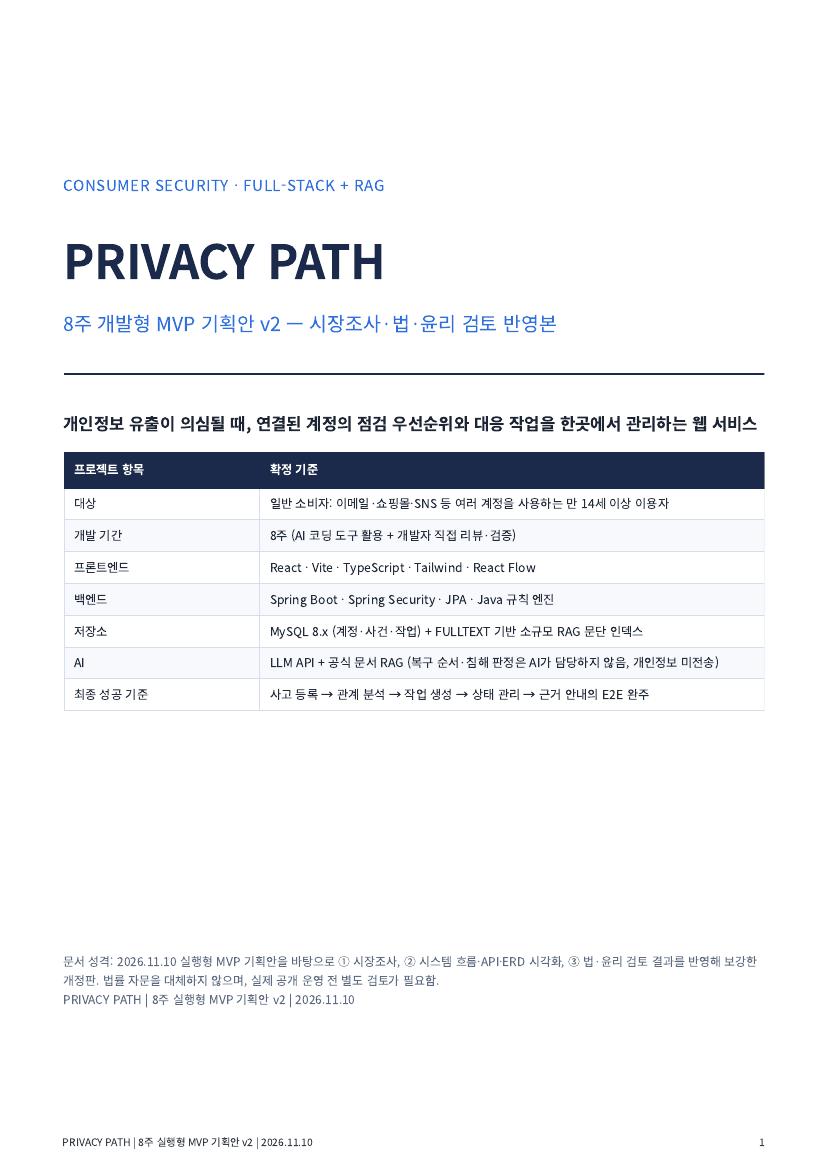 CONSUMER SECURITY · FULL-STACK + RAG
PRIVACY PATH
8주 개발형 MVP 기획안 v2 — 시장조사·법·윤리 검토 반영본
개인정보 유출이 의심될 때, 연결된 계정의 점검 우선순위와 대응 작업을 한곳에서 관리하는 웹 서비스
프로젝트 항목 확정 기준
대상 일반 소비자: 이메일·쇼핑몰·SNS 등 여러 계정을 사용하는 만 14세 이상 이용자
개발 기간 8주 (AI 코딩 도구 활용 + 개발자 직접 리뷰·검증)
프론트엔드 React · Vite · TypeScript · Tailwind · React Flow
백엔드 Spring Boot · Spring Security · JPA · Java 규칙 엔진
저장소 MySQL 8.x (계정·사건·작업) + FULLTEXT 기반 소규모 RAG 문단 인덱스
AI LLM API + 공식 문서 RAG (복구 순서·침해 판정은 AI가 담당하지 않음, 개인정보 미전송)
최종 성공 기준 사고 등록 → 관계 분석 → 작업 생성 → 상태 관리 → 근거 안내의 E2E 완주
문서 성격: 2026.11.10 실행형 MVP 기획안을 바탕으로 ① 시장조사, ② 시스템 흐름·API·ERD 시각화, ③ 법·윤리 검토 결과를 반영해 보강한
개정판. 법률 자문을 대체하지 않으며, 실제 공개 운영 전 별도 검토가 필요함.
PRIVACY PATH | 8주 실행형 MVP 기획안 v2 | 2026.11.10
PRIVACY PATH | 8주 실행형 MVP 기획안 v2 | 2026.11.10 1